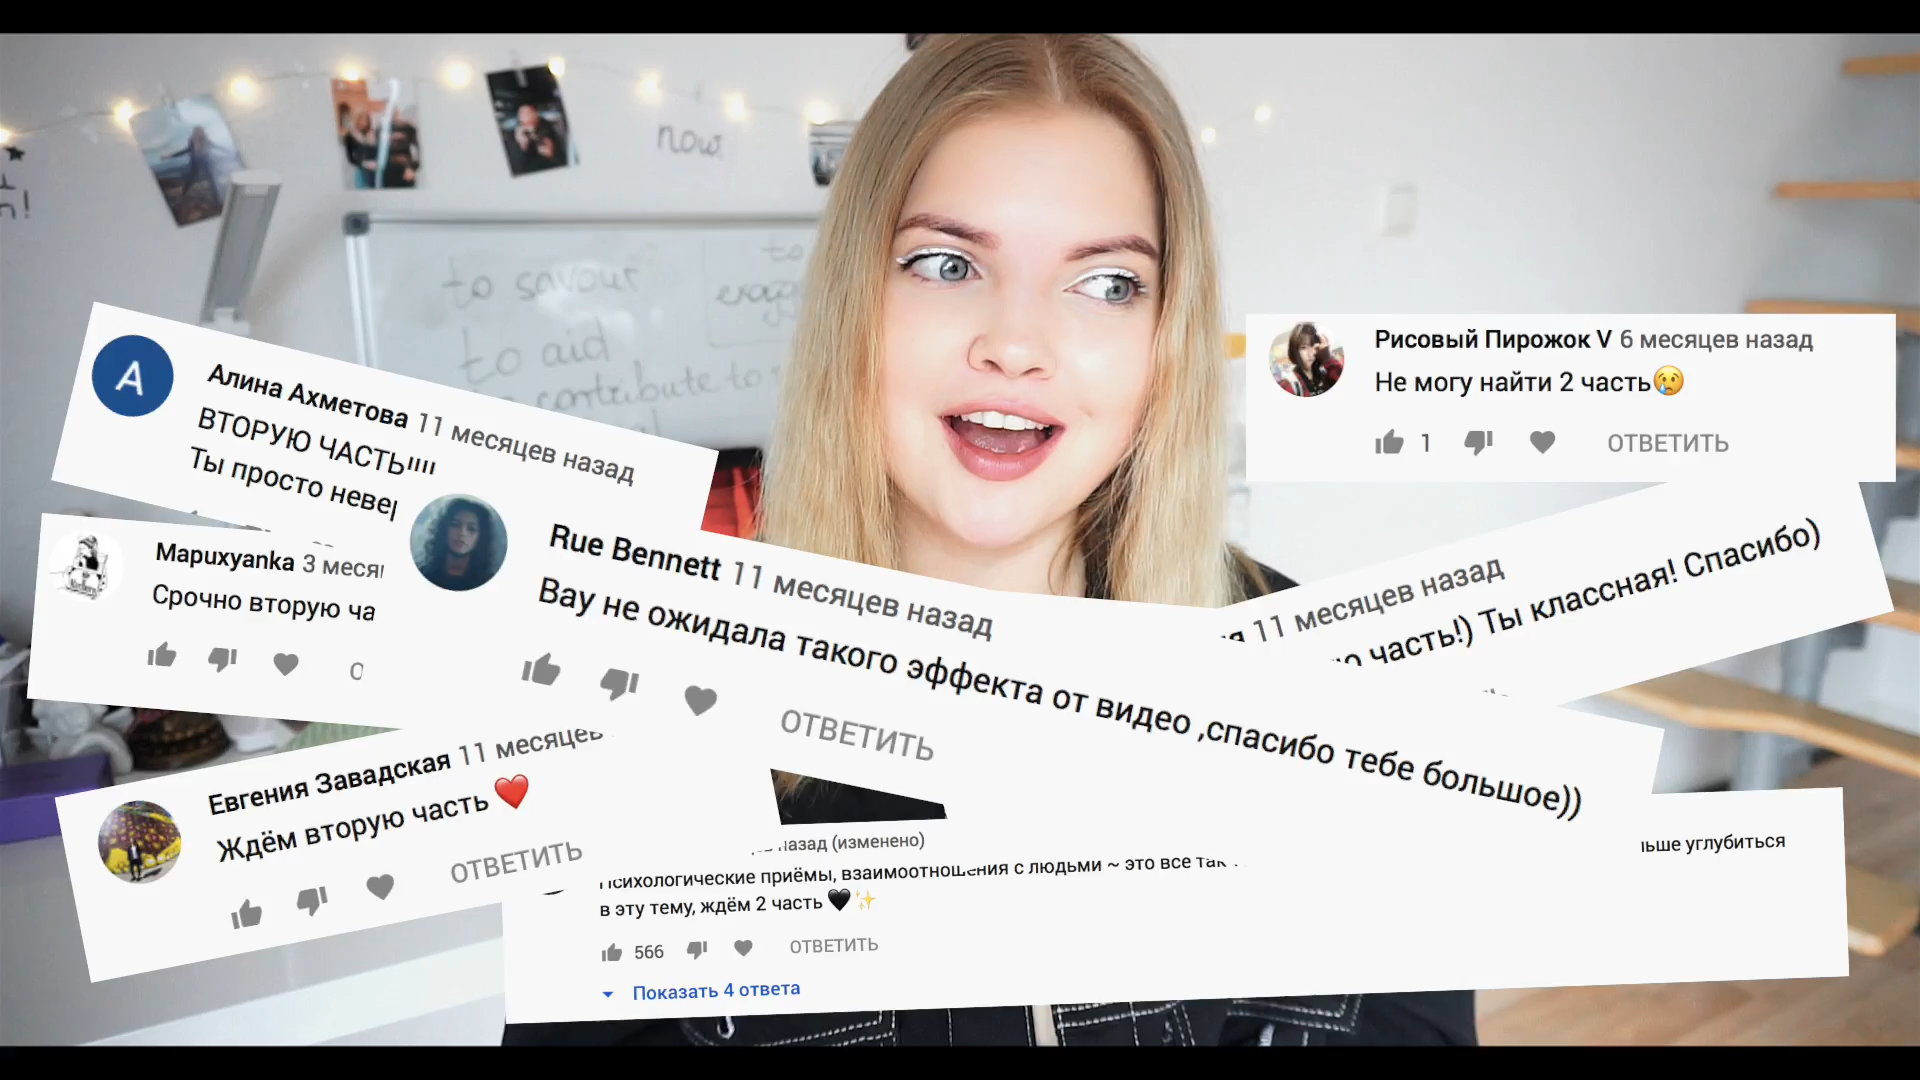 now
to savour
to
to aid
contribute to
Алина Ахметова 11 месяцев назад
ВТОРУЮ ЧАСТЬ!!!!
Ты просто
Рисовый Пирожок V 6 месяцев назад
Не могу найти 2 часть😢
1 ОТВЕТИТЬ
Mapuxyanka 3
Срочно вторую
Rue Bennett 11 месяцев назад
Вау не ожидала такого эффекта от видео ,спасибо тебе большое))
ОТВЕТИТЬ
11 месяцев назад
часть!) Ты классная! Спасибо)
Евгения Завадская 11 месяцев
Ждём вторую часть ❤️
ОТВЕТИТЬ
назад (изменено)
Психологические приёмы, взаимоотношения с людьми ~ это все так
углубиться
в эту тему, ждём 2 часть 🖤✨
566 ОТВЕТИТЬ
Показать 4 ответа